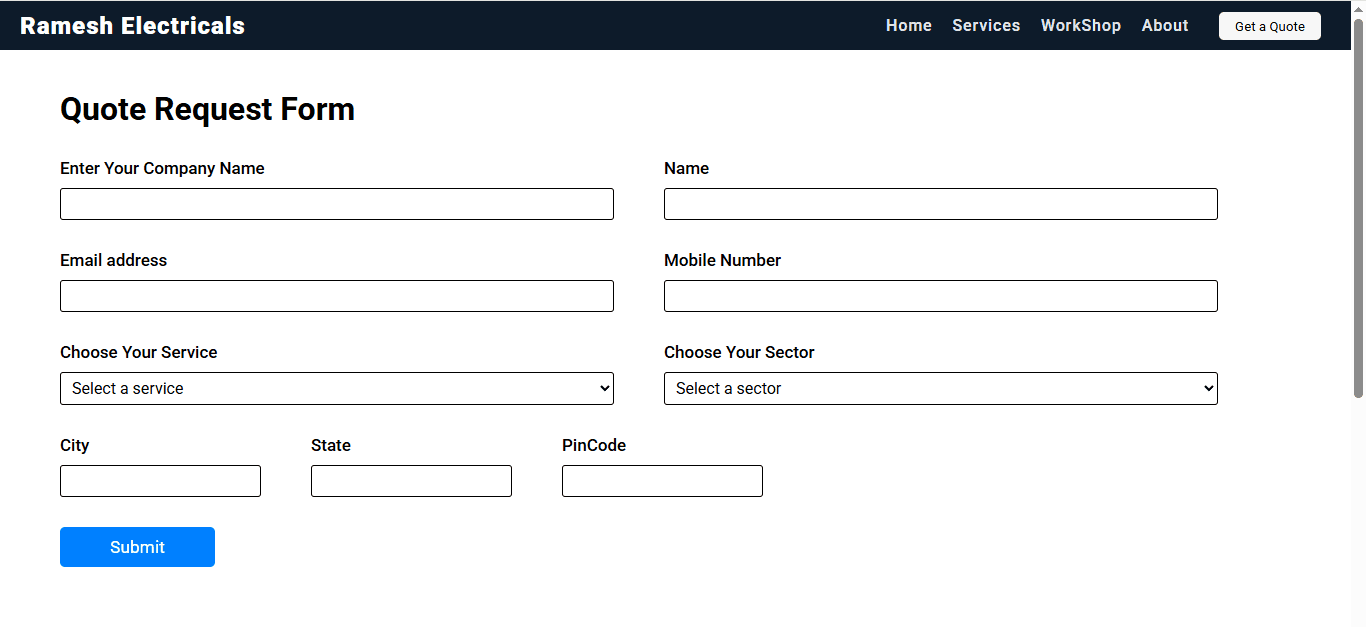 Ramesh Electricals Home Services WorkShop About Get a Quote
Quote Request Form
Enter Your Company Name Name
Email address Mobile Number
Choose Your Service Choose Your Sector
Select a service Select a sector
City State PinCode
Submit